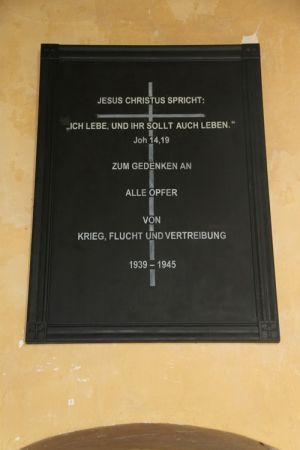 JESUS CHRISTUS SPRICHT:
„ICH LEBE, UND IHR SOLLT AUCH LEBEN.“
Joh 14,19
ZUM GEDENKEN AN
ALLE OPFER
VON
KRIEG, FLUCHT UND VERTREIBUNG
1939 – 1945